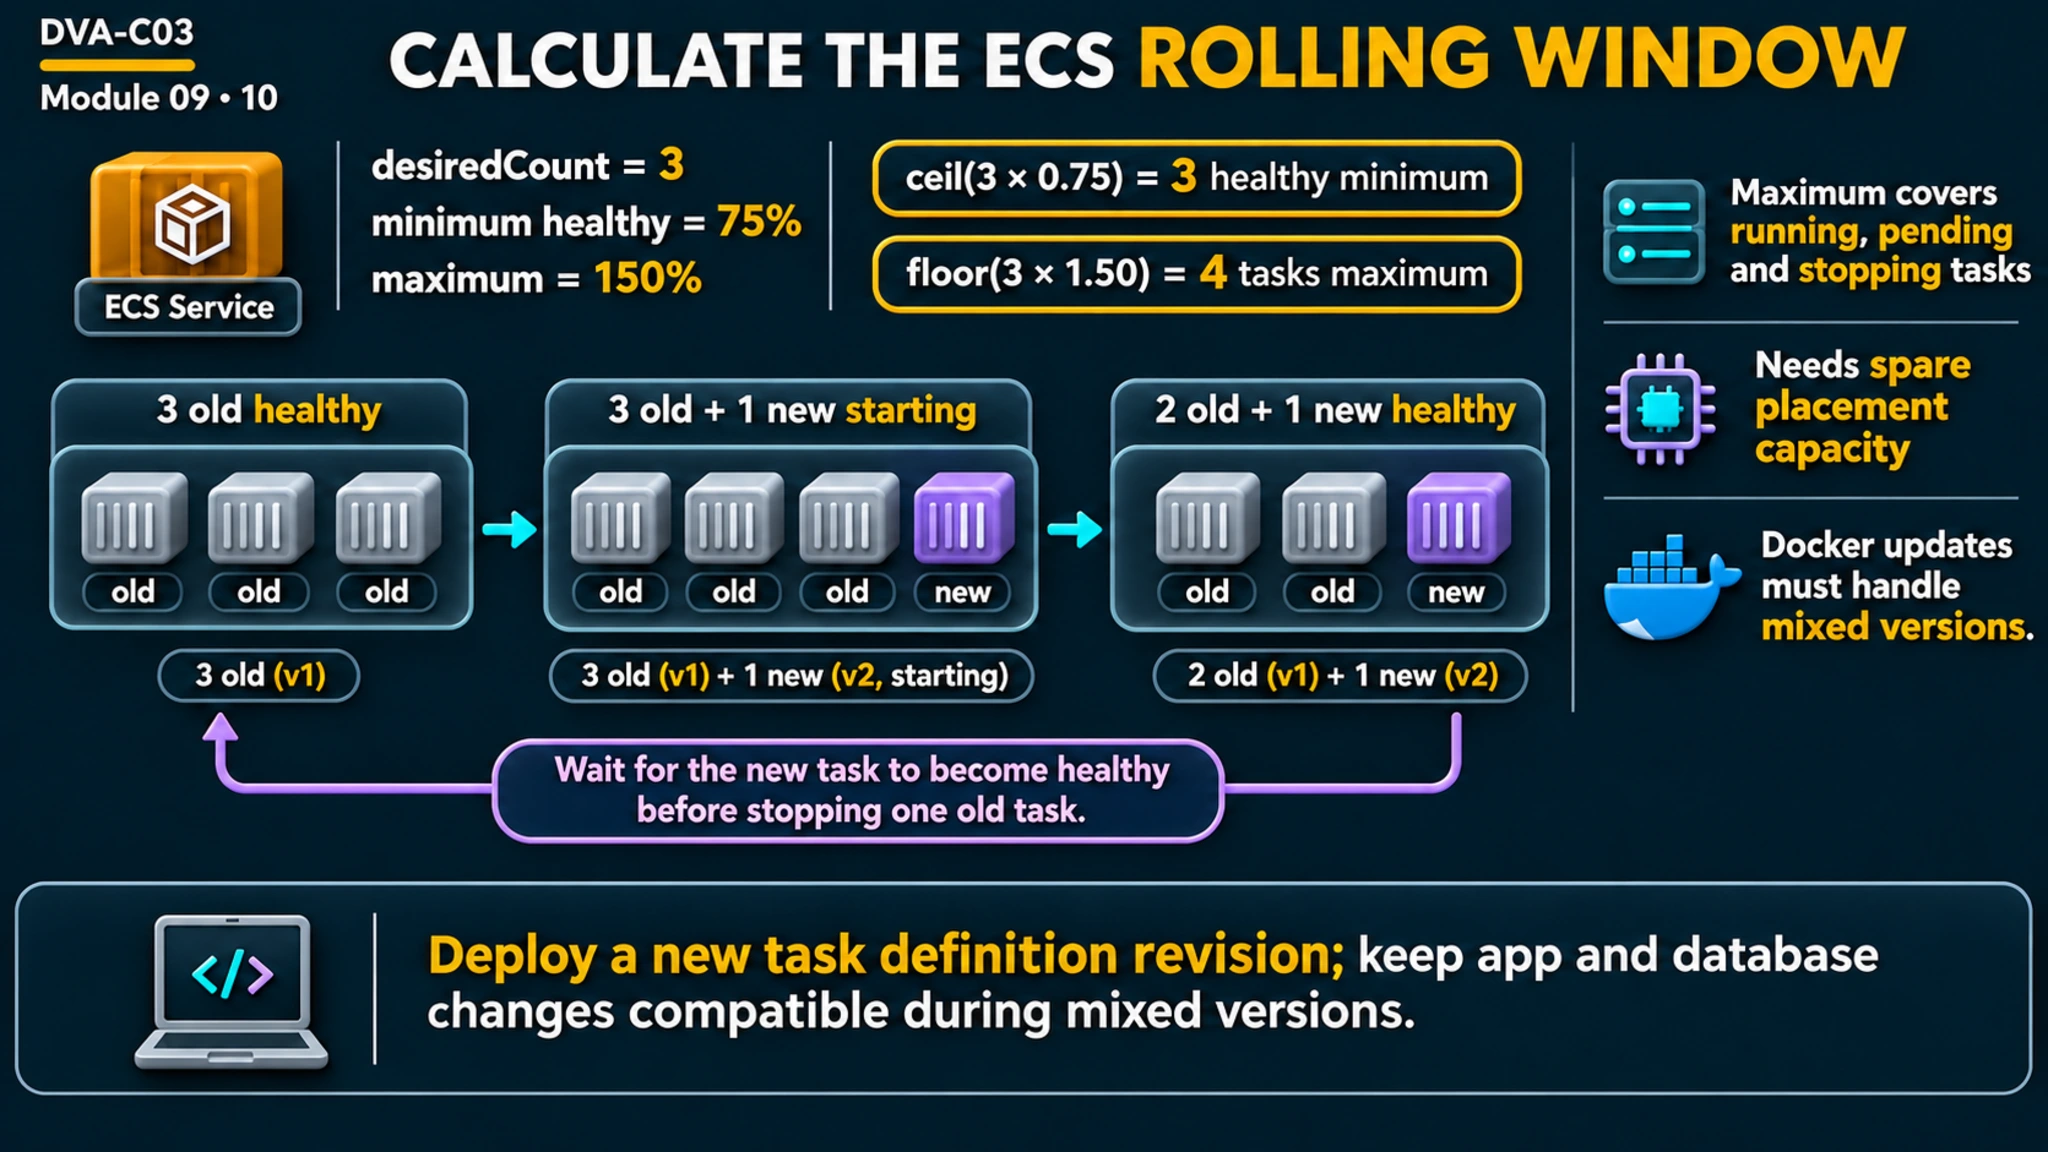 DVA-C03
Module 09 • 10
CALCULATE THE ECS ROLLING WINDOW
ECS Service
desiredCount = 3
minimum healthy = 75%
maximum = 150%
ceil(3 × 0.75) = 3 healthy minimum
floor(3 × 1.50) = 4 tasks maximum
Maximum covers
running, pending
and stopping tasks
Needs spare
placement
capacity
Docker updates
must handle
mixed versions.
3 old healthy
old
old
old
3 old (v1)
3 old + 1 new starting
old
old
old
new
3 old (v1) + 1 new (v2, starting)
2 old + 1 new healthy
old
old
new
2 old (v1) + 1 new (v2)
Wait for the new task to become healthy
before stopping one old task.
</>
Deploy a new task definition revision; keep app and database
changes compatible during mixed versions.